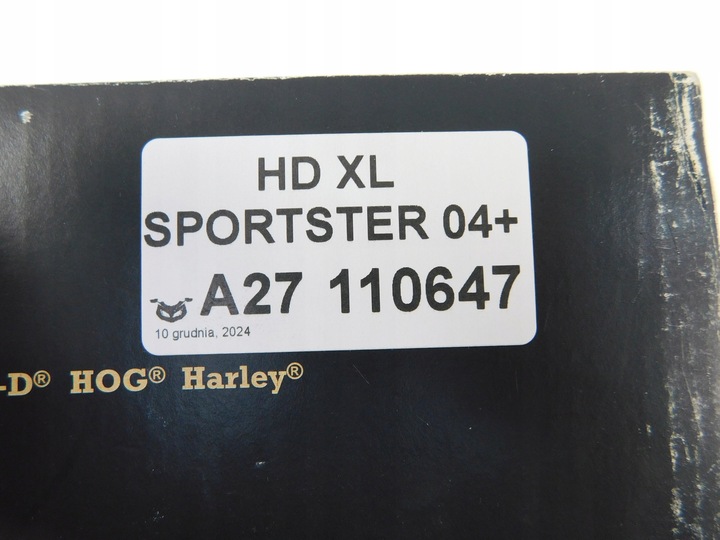 HD XL
SPORTSTER 04+
A27 110647
10 grudnia, 2024
-D® HOG® Harley®